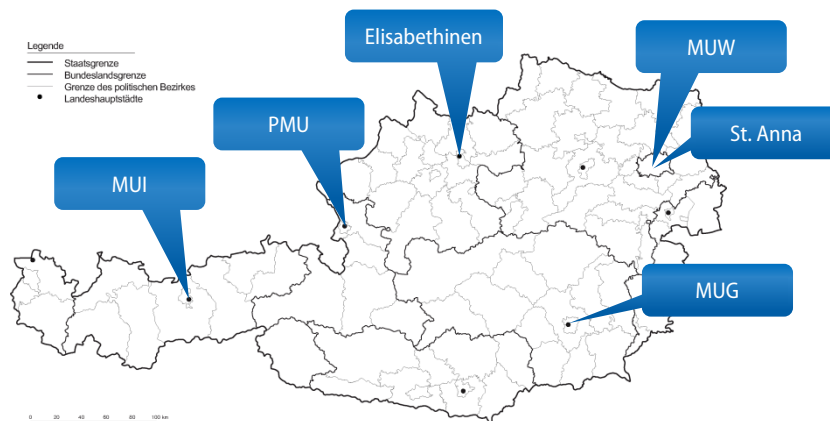 Legende
Staatsgrenze
Bundeslandsgrenze
Grenze des politischen Bezirkes
Landeshauptstädte
Elisabethinen
MUW
PMU
St. Anna
MUI
MUG
0 20 40 60 80 100 km